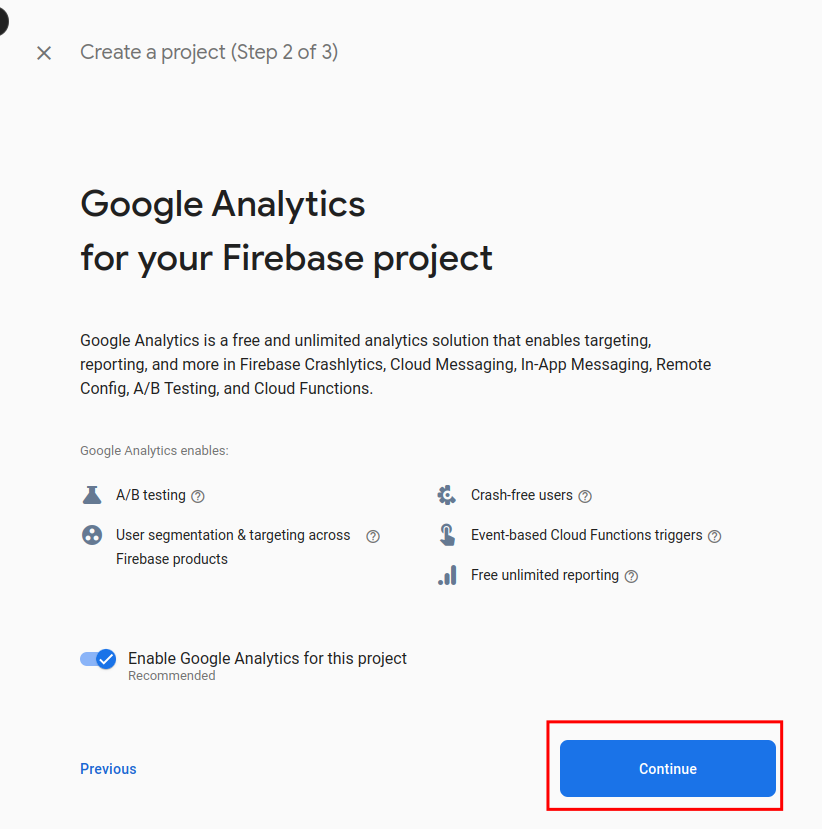 Create a project (Step 2 of 3)
Google Analytics
for your Firebase project
Google Analytics is a free and unlimited analytics solution that enables targeting,
reporting, and more in Firebase Crashlytics, Cloud Messaging, In-App Messaging, Remote
Config, A/B Testing, and Cloud Functions.
Google Analytics enables:
A/B testing
User segmentation & targeting across
Firebase products
Crash-free users
Event-based Cloud Functions triggers
Free unlimited reporting
Enable Google Analytics for this project
Recommended
Previous
Continue